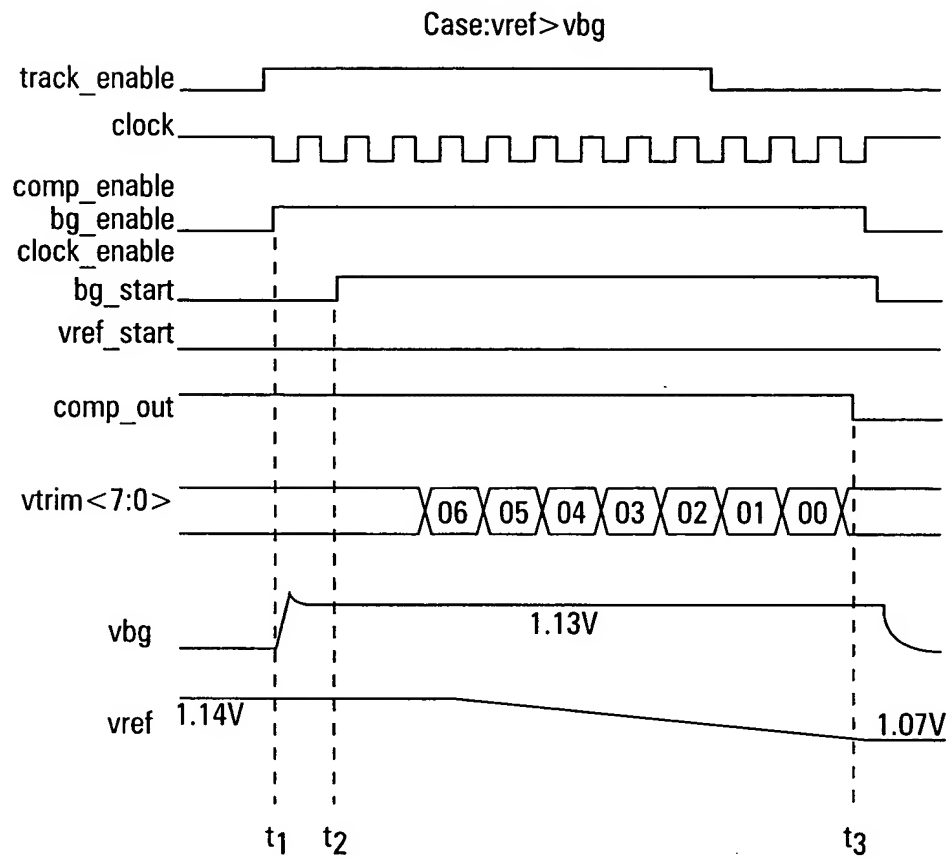 Case:vref>vbg
track_enable
clock
comp_enable
bg_enable
clock_enable
bg_start
vref_start
comp_out
vtrim<7:0>
06 05 04 03 02 01 00
vbg
1.13V
vref
1.14V
1.07V
t1 t2 t3